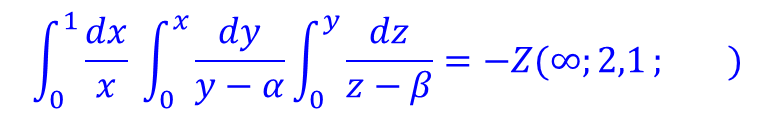 ∫₀¹ dx/x ∫₀ˣ dy/(y − α) ∫₀ʸ dz/(z − β) = −Z(∞; 2,1 ;      )